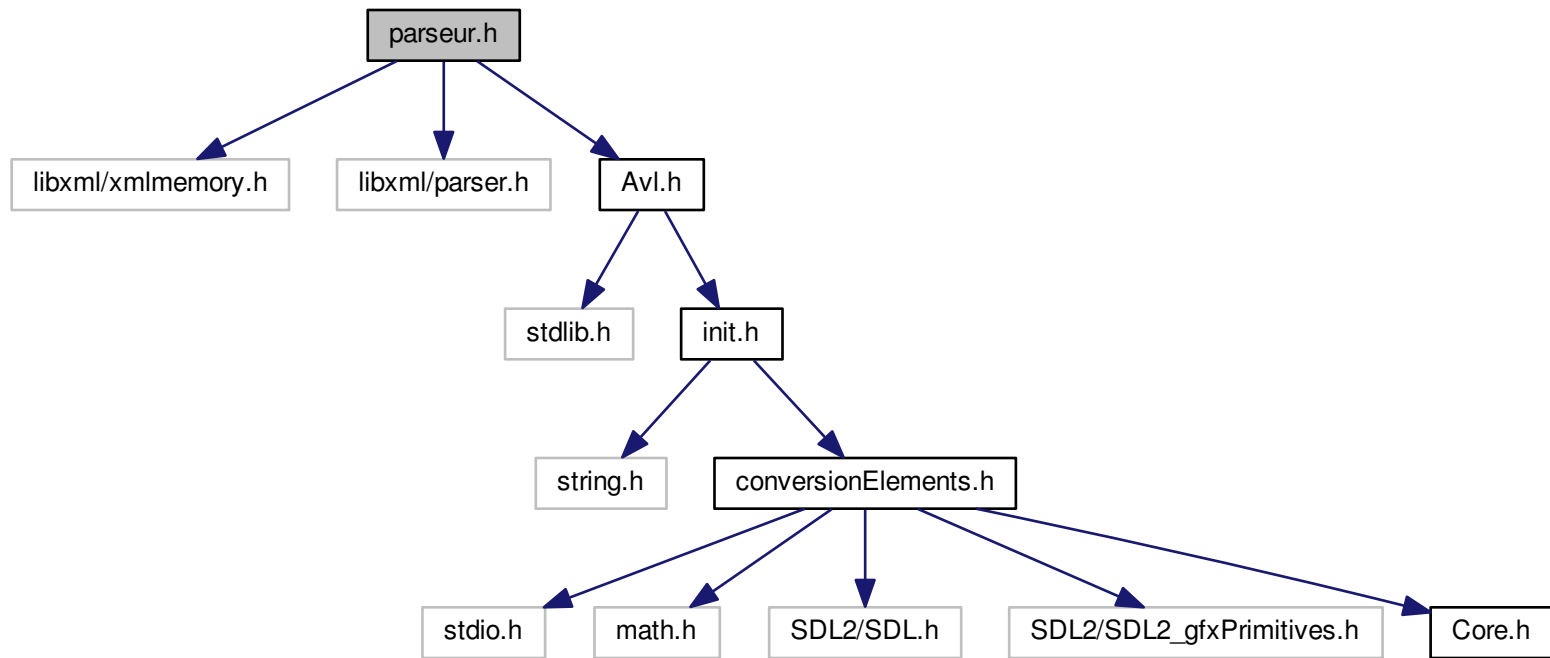 parseur.h
libxml/xmlmemory.h
libxml/parser.h
Avl.h
stdlib.h
init.h
string.h
conversionElements.h
stdio.h
math.h
SDL2/SDL.h
SDL2/SDL2_gfxPrimitives.h
Core.h